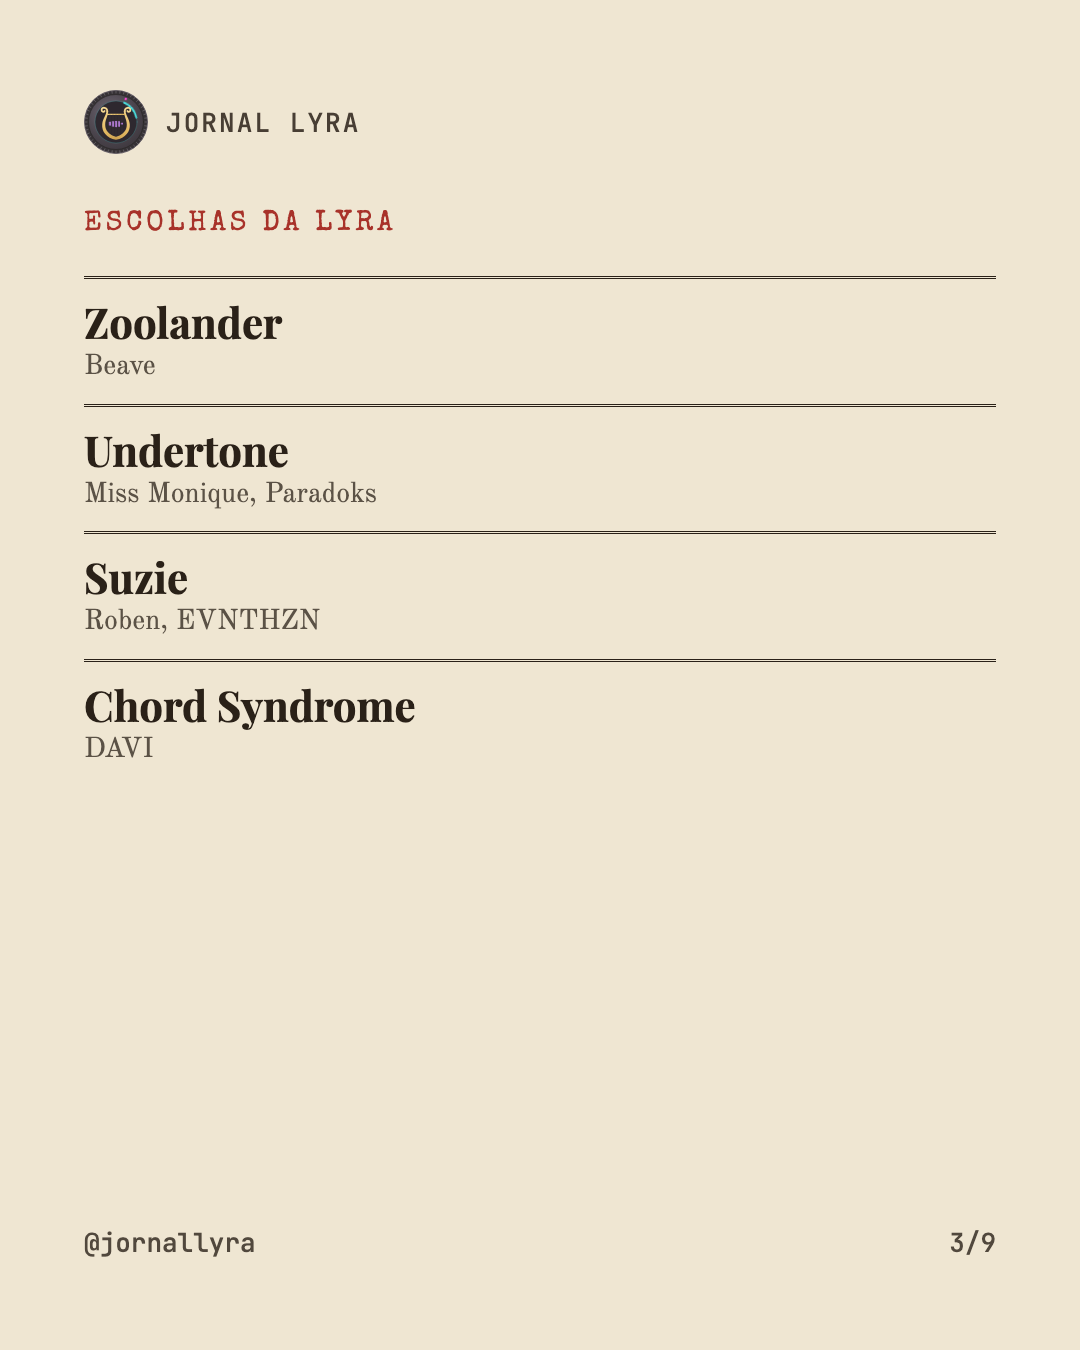 JORNAL LYRA
ESCOLHAS DA LYRA
Zoolander
Beave
Undertone
Miss Monique, Paradoks
Suzie
Roben, EVNTHZN
Chord Syndrome
DAVI
@jornallyra
3/9